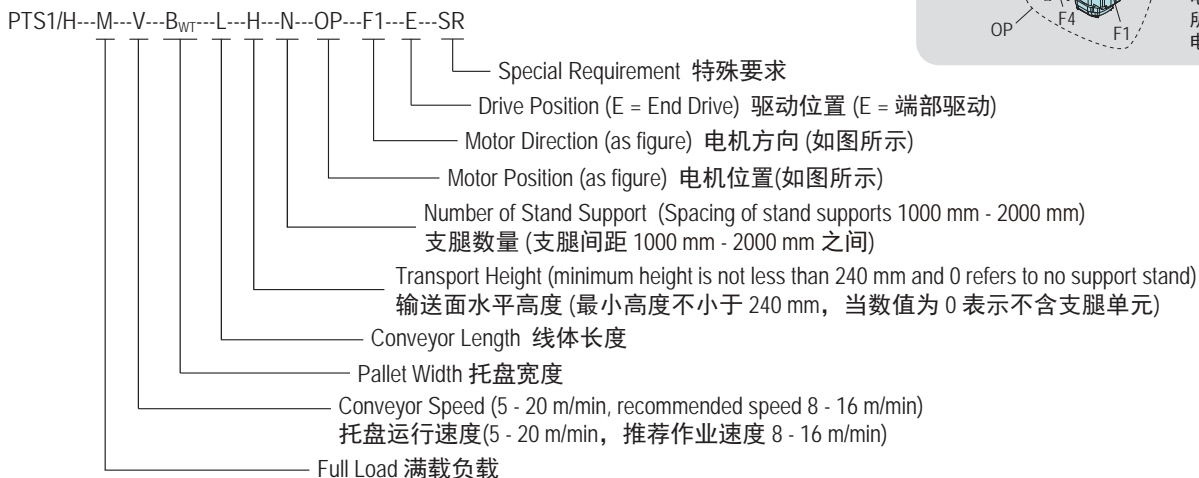 PTS1/H---M---V---BWT---L---H---N---OP---F1---E---SR
OP
F4
F1
Special Requirement 特殊要求
Drive Position (E = End Drive) 驱动位置 (E = 端部驱动)
Motor Direction (as figure) 电机方向 (如图所示)
Motor Position (as figure) 电机位置(如图所示)
Number of Stand Support (Spacing of stand supports 1000 mm - 2000 mm)
支腿数量 (支腿间距 1000 mm - 2000 mm 之间)
Transport Height (minimum height is not less than 240 mm and 0 refers to no support stand)
输送面水平高度 (最小高度不小于 240 mm，当数值为 0 表示不含支腿单元)
Conveyor Length 线体长度
Pallet Width 托盘宽度
Conveyor Speed (5 - 20 m/min, recommended speed 8 - 16 m/min)
托盘运行速度(5 - 20 m/min，推荐作业速度 8 - 16 m/min)
Full Load 满载负载